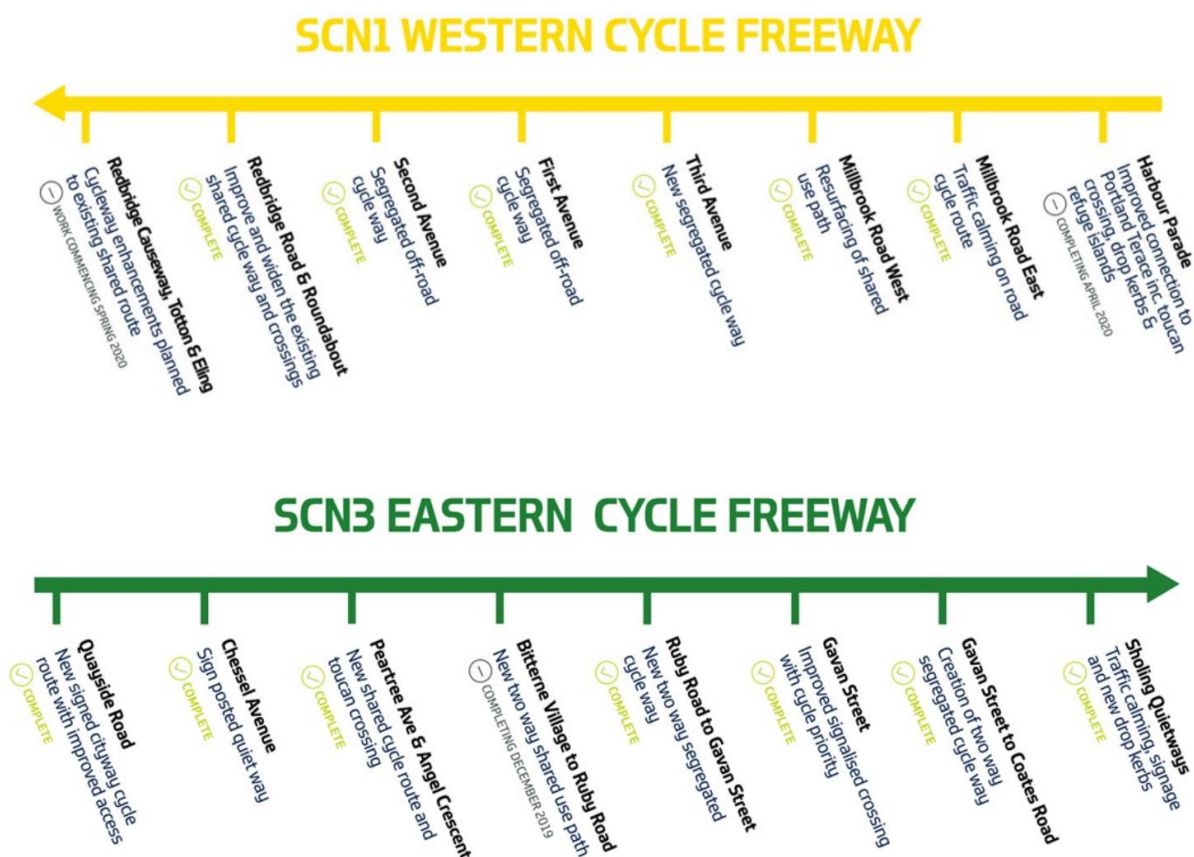 SCN1 WESTERN CYCLE FREEWAY
Redbridge Causeway, Totton & Eling
Cycleway enhancements planned
to existing shared route
WORK COMMENCING SPRING 2020
Redbridge Road & Roundabout
Improve and widen the existing
shared cycle way and crossings
COMPLETE
Second Avenue
Segregated off-road
cycle way
COMPLETE
First Avenue
Segregated off-road
cycle way
COMPLETE
Third Avenue
New segregated cycle way
COMPLETE
Millbrook Road West
Resurfacing of shared
use path
COMPLETE
Millbrook Road East
Traffic calming on road
cycle route
COMPLETE
Harbour Parade
Improved connection to
Portland Terace inc. toucan
crossing, drop kerbs &
refuge islands
COMPLETING APRIL 2020
SCN3 EASTERN CYCLE FREEWAY
Quayside Road
New signed cityway cycle
route with improved access
COMPLETE
Chessel Avenue
Sign posted quiet way
COMPLETE
Peartree Ave & Angel Crescent
New shared cycle route and
toucan crossing
COMPLETE
Bitterne Village to Ruby Road
New two way shared use path
COMPLETING DECEMBER 2019
Ruby Road to Gavan Street
New two way segregated
cycle way
COMPLETE
Gavan Street
Improved signalised crossing
with cycle priority
COMPLETE
Gavan Street to Coates Road
Creation of two way
segregated cycle way
COMPLETE
Sholing Quietways
Traffic calming, signage
and new drop kerbs
COMPLETE